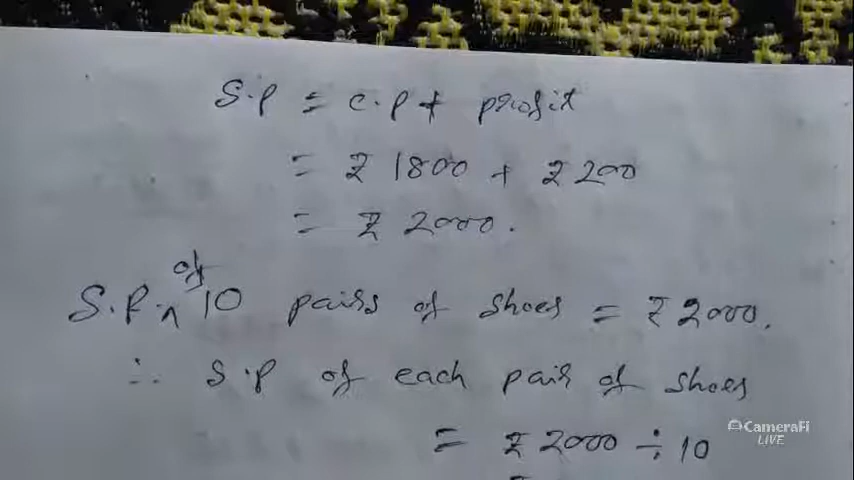 S.P = C.P + profit
= ₹ 1800 + ₹ 200
= ₹ 2000.
S.P. of 10 pairs of shoes = ₹ 2000.
∴ S.P of each pair of shoes
= ₹ 2000 ÷ 10
CameraFi
LIVE